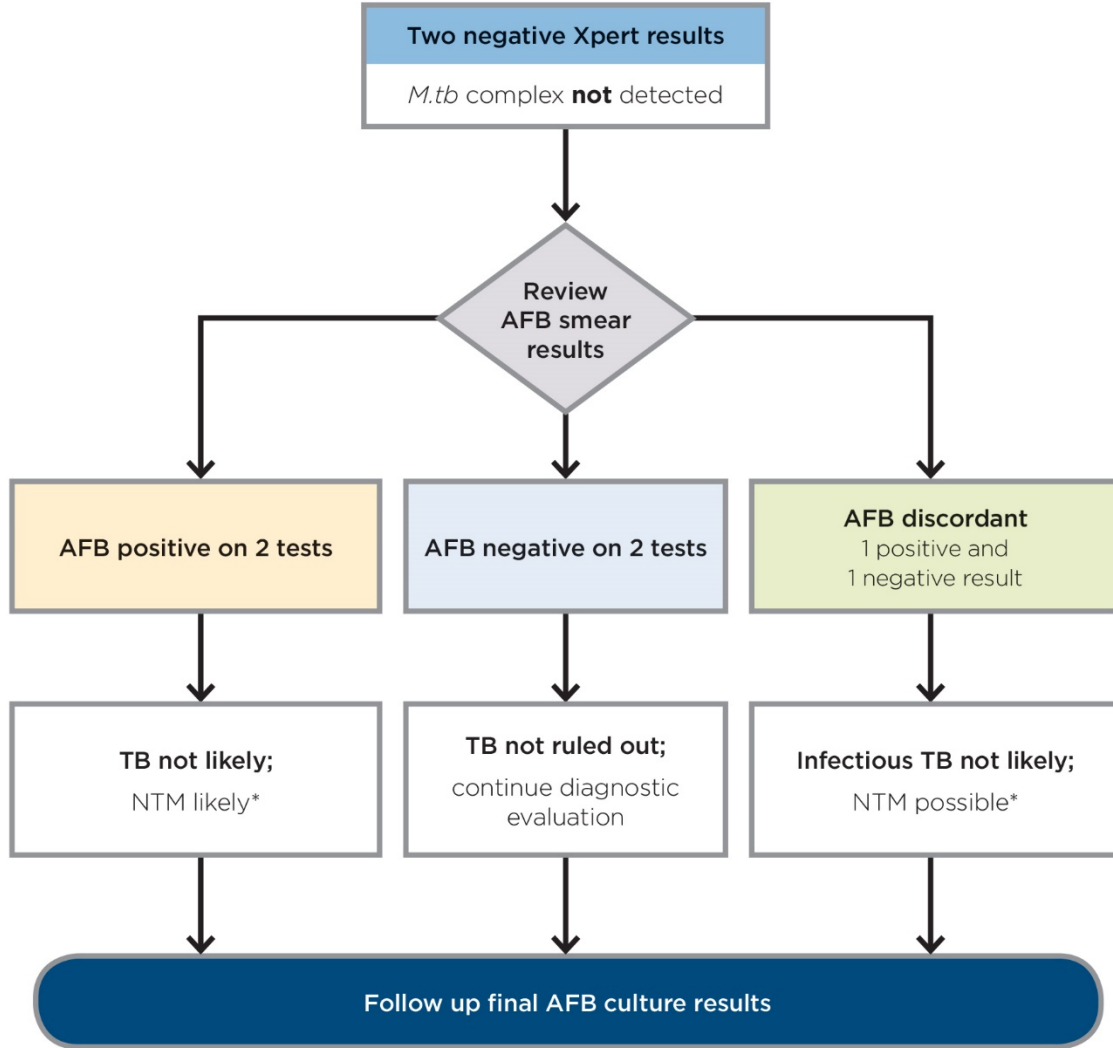 Two negative Xpert results
M.tb complex not detected
Review
AFB smear
results
AFB positive on 2 tests
AFB negative on 2 tests
AFB discordant
1 positive and
1 negative result
TB not likely;
NTM likely*
TB not ruled out;
continue diagnostic
evaluation
Infectious TB not likely;
NTM possible*
Follow up final AFB culture results